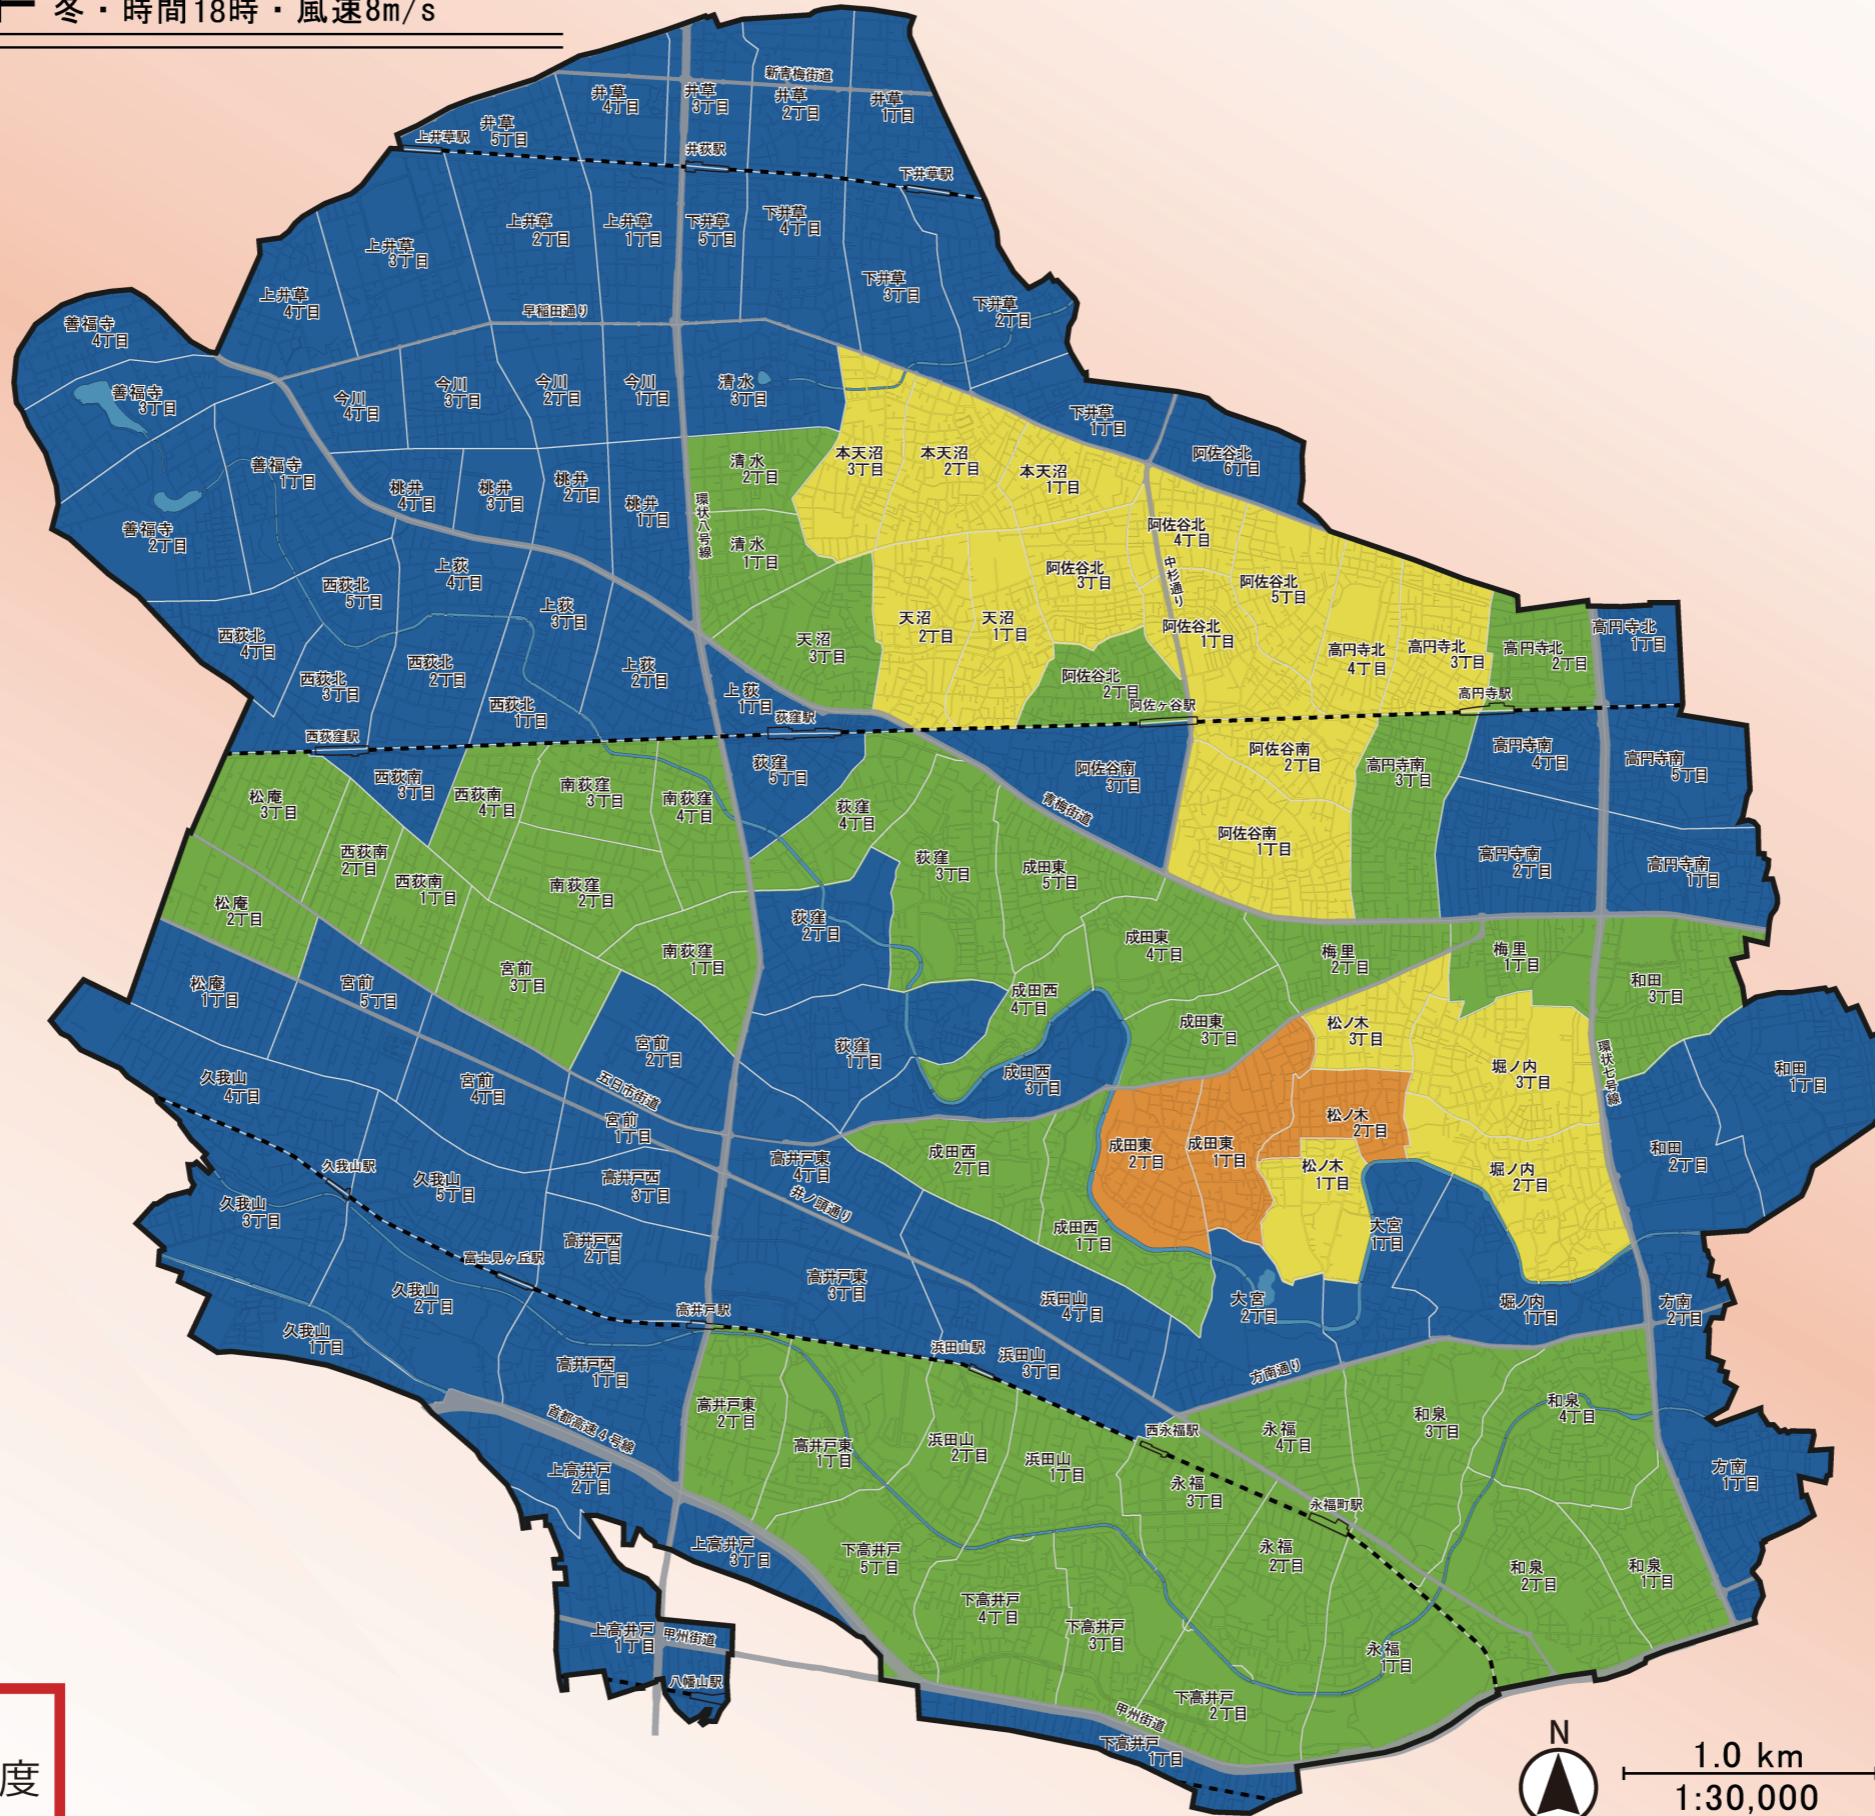 冬・時間18時・風速8m/s
新青梅街道
井草
4丁目
井草
3丁目
井草
2丁目
井草
1丁目
井草
5丁目
上井草駅
井荻駅
下井草駅
上井草
3丁目
上井草
2丁目
上井草
1丁目
下井草
5丁目
下井草
4丁目
下井草
3丁目
下井草
2丁目
上井草
4丁目
早稲田通り
善福寺
4丁目
善福寺
3丁目
今川
4丁目
今川
3丁目
今川
2丁目
今川
1丁目
清水
3丁目
下井草
1丁目
阿佐谷北
6丁目
善福寺
1丁目
善福寺
2丁目
桃井
4丁目
桃井
3丁目
桃井
2丁目
桃井
1丁目
環状八号線
清水
2丁目
清水
1丁目
本天沼
3丁目
本天沼
2丁目
本天沼
1丁目
阿佐谷北
4丁目
中杉通り
阿佐谷北
3丁目
阿佐谷北
5丁目
西荻北
5丁目
上荻
4丁目
上荻
3丁目
天沼
3丁目
天沼
2丁目
天沼
1丁目
阿佐谷北
1丁目
高円寺北
4丁目
高円寺北
3丁目
高円寺北
2丁目
高円寺北
1丁目
西荻北
4丁目
西荻北
3丁目
西荻北
2丁目
西荻北
1丁目
上荻
2丁目
上荻
1丁目
阿佐谷北
2丁目
荻窪駅
阿佐ヶ谷駅
高円寺駅
西荻窪駅
松庵
3丁目
西荻南
3丁目
西荻南
4丁目
南荻窪
3丁目
南荻窪
4丁目
荻窪
5丁目
荻窪
4丁目
阿佐谷南
3丁目
青梅街道
阿佐谷南
2丁目
高円寺南
3丁目
高円寺南
4丁目
高円寺南
5丁目
西荻南
2丁目
西荻南
1丁目
南荻窪
2丁目
荻窪
3丁目
成田東
5丁目
阿佐谷南
1丁目
高円寺南
2丁目
高円寺南
1丁目
松庵
2丁目
荻窪
2丁目
南荻窪
1丁目
成田東
4丁目
梅里
2丁目
梅里
1丁目
和田
3丁目
松庵
1丁目
宮前
5丁目
宮前
3丁目
成田西
4丁目
成田東
3丁目
松ノ木
3丁目
宮前
2丁目
荻窪
1丁目
成田西
3丁目
堀ノ内
3丁目
環状七号線
和田
1丁目
久我山
4丁目
宮前
4丁目
五日市街道
宮前
1丁目
松ノ木
2丁目
成田西
2丁目
成田東
2丁目
成田東
1丁目
松ノ木
1丁目
堀ノ内
2丁目
和田
2丁目
久我山駅
久我山
5丁目
高井戸西
3丁目
高井戸東
4丁目
井ノ頭通り
久我山
3丁目
成田西
1丁目
大宮
1丁目
富士見ヶ丘駅
高井戸西
2丁目
高井戸東
3丁目
久我山
2丁目
浜田山
4丁目
大宮
2丁目
堀ノ内
1丁目
方南
2丁目
高井戸駅
久我山
1丁目
浜田山駅
浜田山
3丁目
方南通り
高井戸西
1丁目
高井戸東
2丁目
首都高速4号線
高井戸東
1丁目
浜田山
2丁目
浜田山
1丁目
西永福駅
永福
4丁目
和泉
3丁目
和泉
4丁目
上高井戸
2丁目
永福
3丁目
永福町駅
方南
1丁目
上高井戸
3丁目
下高井戸
5丁目
永福
2丁目
和泉
2丁目
和泉
1丁目
下高井戸
4丁目
下高井戸
3丁目
上高井戸
1丁目
甲州街道
永福
1丁目
八幡山駅
下高井戸
2丁目
甲州街道
下高井戸
1丁目
度
N
1.0 km
1:30,000